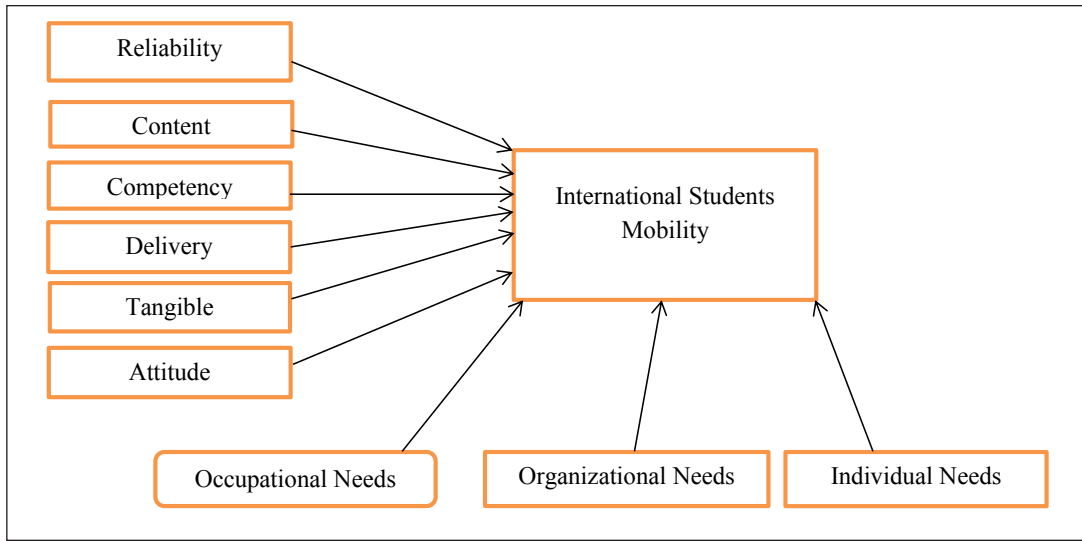 Reliability
Content
Competency
Delivery
Tangible
Attitude
International Students
Mobility
Occupational Needs
Organizational Needs
Individual Needs